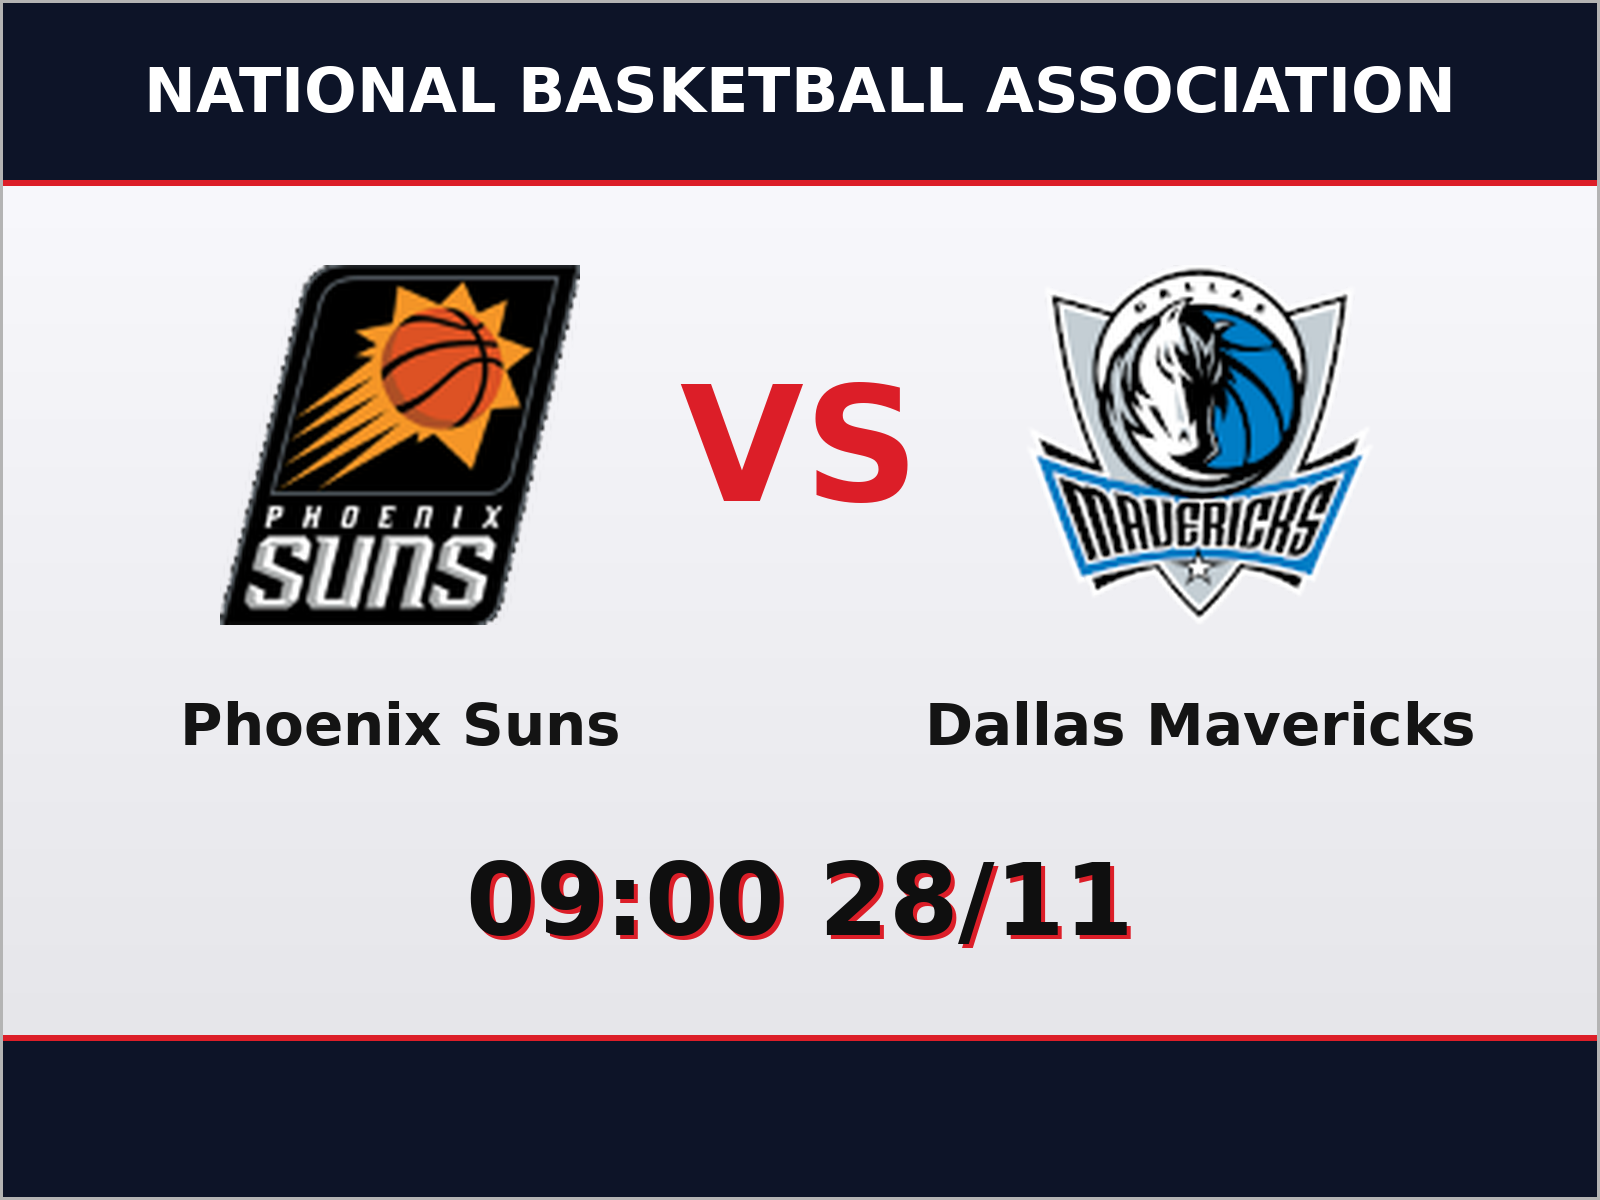 NATIONAL BASKETBALL ASSOCIATION
PHOENIX
SUNS
VS
DALLAS
MAVERICKS
Phoenix Suns
Dallas Mavericks
09:00 28/11